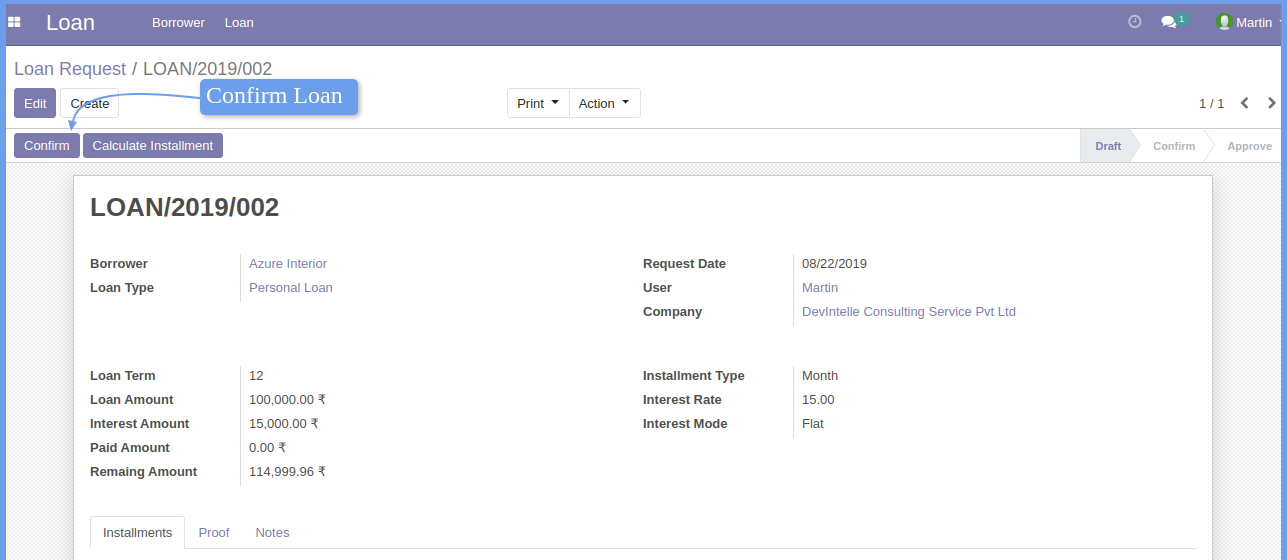 Loan Borrower Loan 1 Martin
Loan Request / LOAN/2019/002
Confirm Loan
Edit Create Print Action 1 / 1
Confirm Calculate Installment Draft Confirm Approve
LOAN/2019/002
Borrower Azure Interior Request Date 08/22/2019
Loan Type Personal Loan User Martin
Company DevIntelle Consulting Service Pvt Ltd
Loan Term 12 Installment Type Month
Loan Amount 100,000.00 ₹ Interest Rate 15.00
Interest Amount 15,000.00 ₹ Interest Mode Flat
Paid Amount 0.00 ₹
Remaing Amount 114,999.96 ₹
Installments Proof Notes